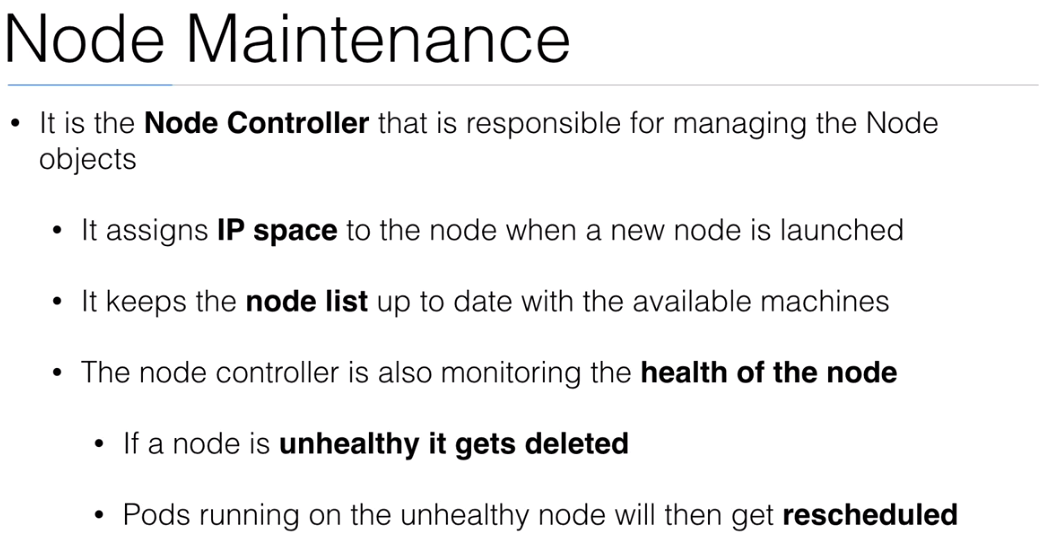 Node Maintenance
• It is the Node Controller that is responsible for managing the Node
objects
• It assigns IP space to the node when a new node is launched
• It keeps the node list up to date with the available machines
• The node controller is also monitoring the health of the node
• If a node is unhealthy it gets deleted
• Pods running on the unhealthy node will then get rescheduled